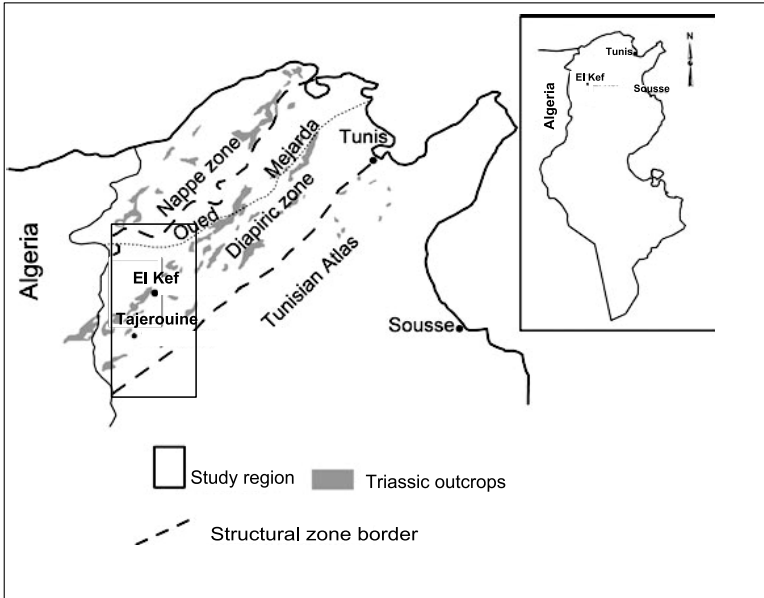 Nappe zone
Oued Mejarda
Diapiric zone
Tunisian Atlas
Tunis
Algeria
El Kef
Tajerouine
Sousse
N
Tunis
El Kef
Sousse
Algeria
Study region
Triassic outcrops
Structural zone border